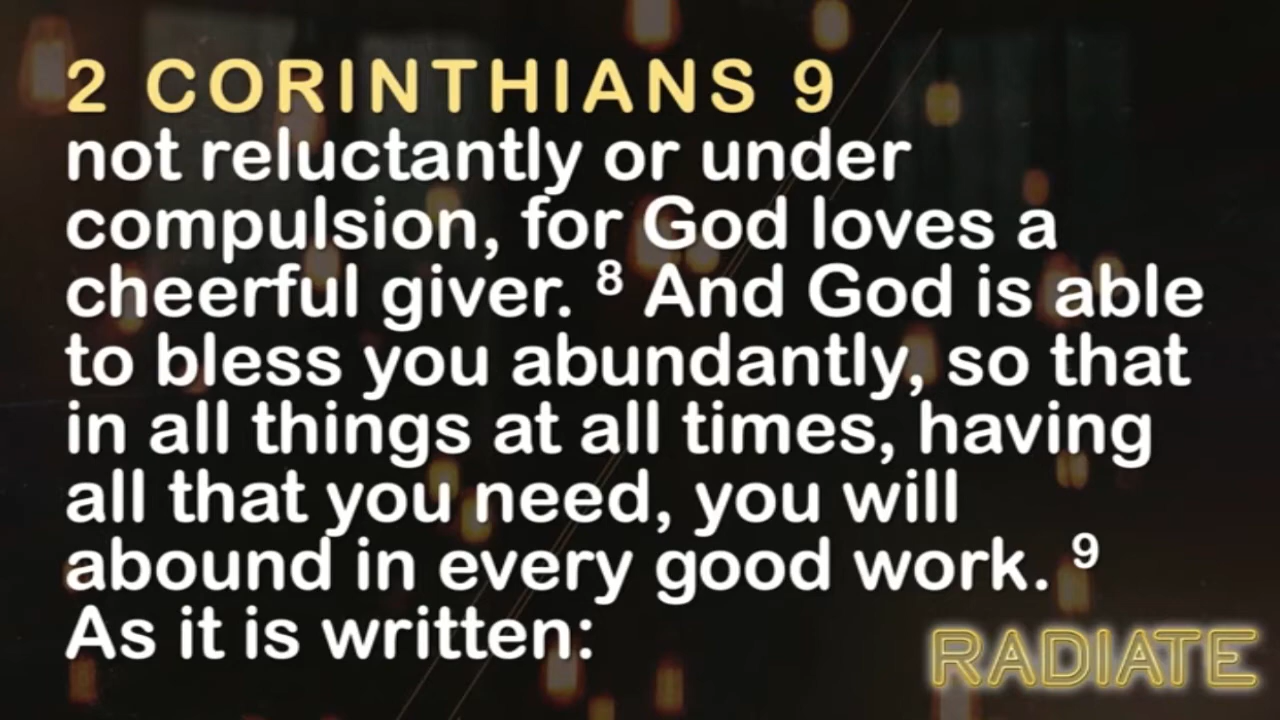 2 CORINTHIANS 9
not reluctantly or under
compulsion, for God loves a
cheerful giver. ⁸ And God is able
to bless you abundantly, so that
in all things at all times, having
all that you need, you will
abound in every good work. ⁹
As it is written:
RADIATE